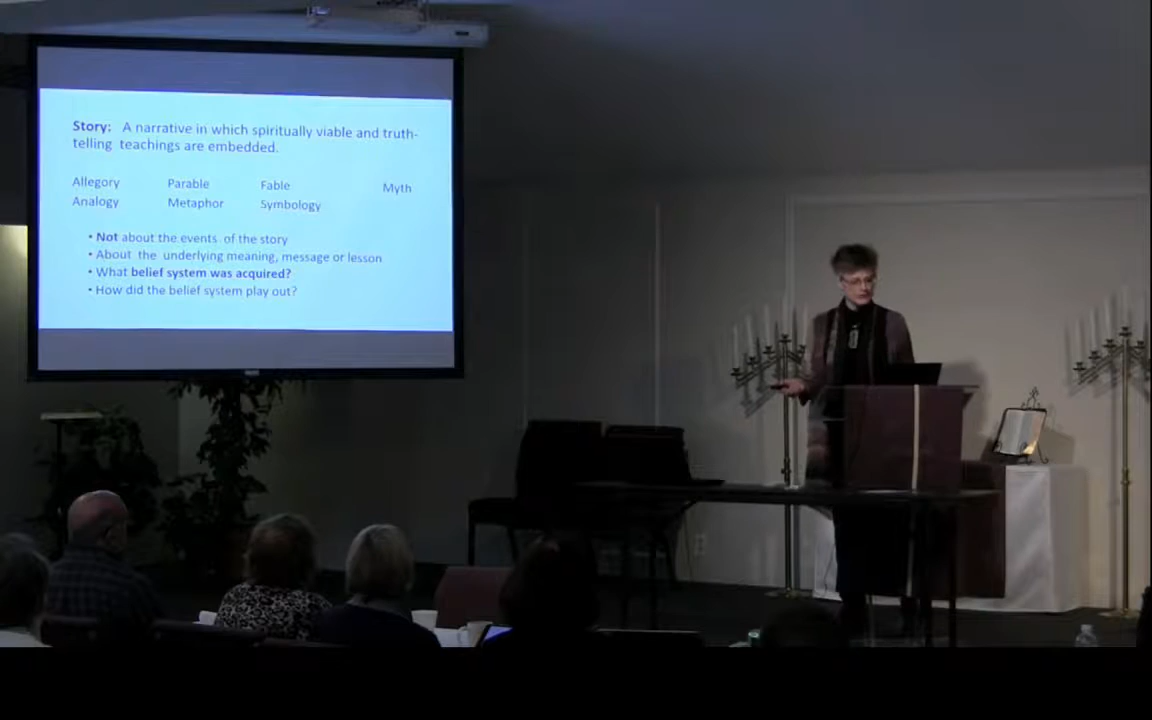 Story: A narrative in which spiritually viable and truth-
telling teachings are embedded.
Allegory Parable Fable Myth
Analogy Metaphor Symbology
• Not about the events of the story
• About the underlying meaning, message or lesson
• What belief system was acquired?
• How did the belief system play out?